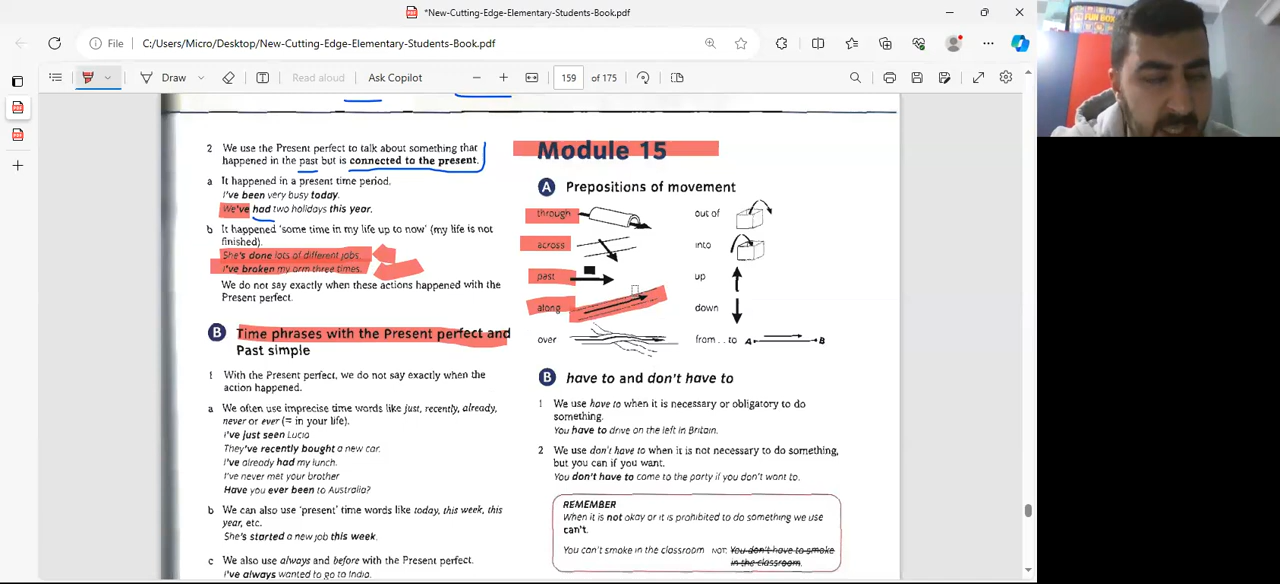 *New-Cutting-Edge-Elementary-Students-Book.pdf
File
C:/Users/Micro/Desktop/New-Cutting-Edge-Elementary-Students-Book.pdf
Draw
Read aloud
Ask Copilot
159 of 175
2 We use the Present perfect to talk about something that
happened in the past but is connected to the present.
a It happened in a present time period.
I've been very busy today.
We've had two holidays this year.
b It happened 'some time in my life up to now' (my life is not
finished).
She's done lots of different jobs.
I've broken my arm three times.
We do not say exactly when these actions happened with the
Present perfect.
B Time phrases with the Present perfect and
Past simple
1 With the Present perfect, we do not say exactly when the
action happened.
a We often use imprecise time words like just, recently, already,
never or ever (= in your life).
I've just seen Lucia
They've recently bought a new car.
I've already had my lunch.
I've never met your brother
Have you ever been to Australia?
b We can also use 'present' time words like today, this week, this
year, etc.
She's started a new job this week.
c We also use always and before with the Present perfect.
I've always wanted to go to India.
Module 15
A Prepositions of movement
through
out of
across
into
past
up
along
down
over
from . . to A B
B have to and don't have to
1 We use have to when it is necessary or obligatory to do
something.
You have to drive on the left in Britain.
2 We use don't have to when it is not necessary to do something,
but you can if you want.
You don't have to come to the party if you don't want to.
REMEMBER
When it is not okay or it is prohibited to do something we use
can't.
You can't smoke in the classroom NOT: You don't have to smoke
in the classroom.
FUN BOX